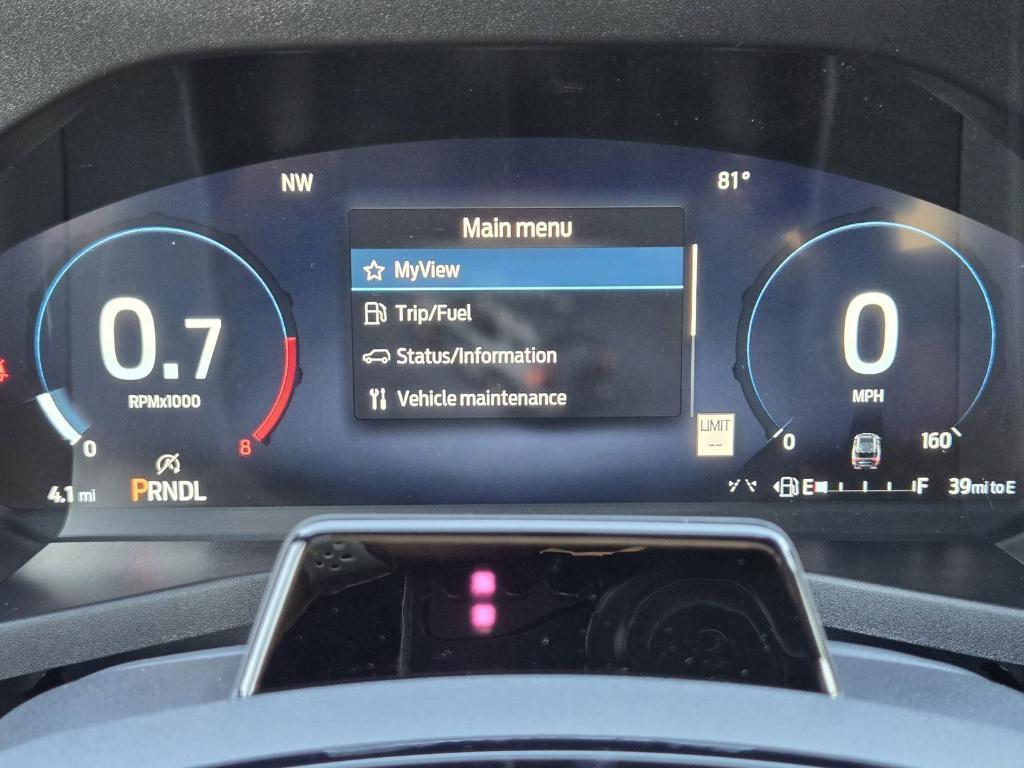 NW
81°
Main menu
MyView
Trip/Fuel
Status/Information
Vehicle maintenance
0.7
RPMx1000
0
8
0
MPH
0
160
LIMIT
--
4.1 mi
PRNDL
E F
39 mi to E